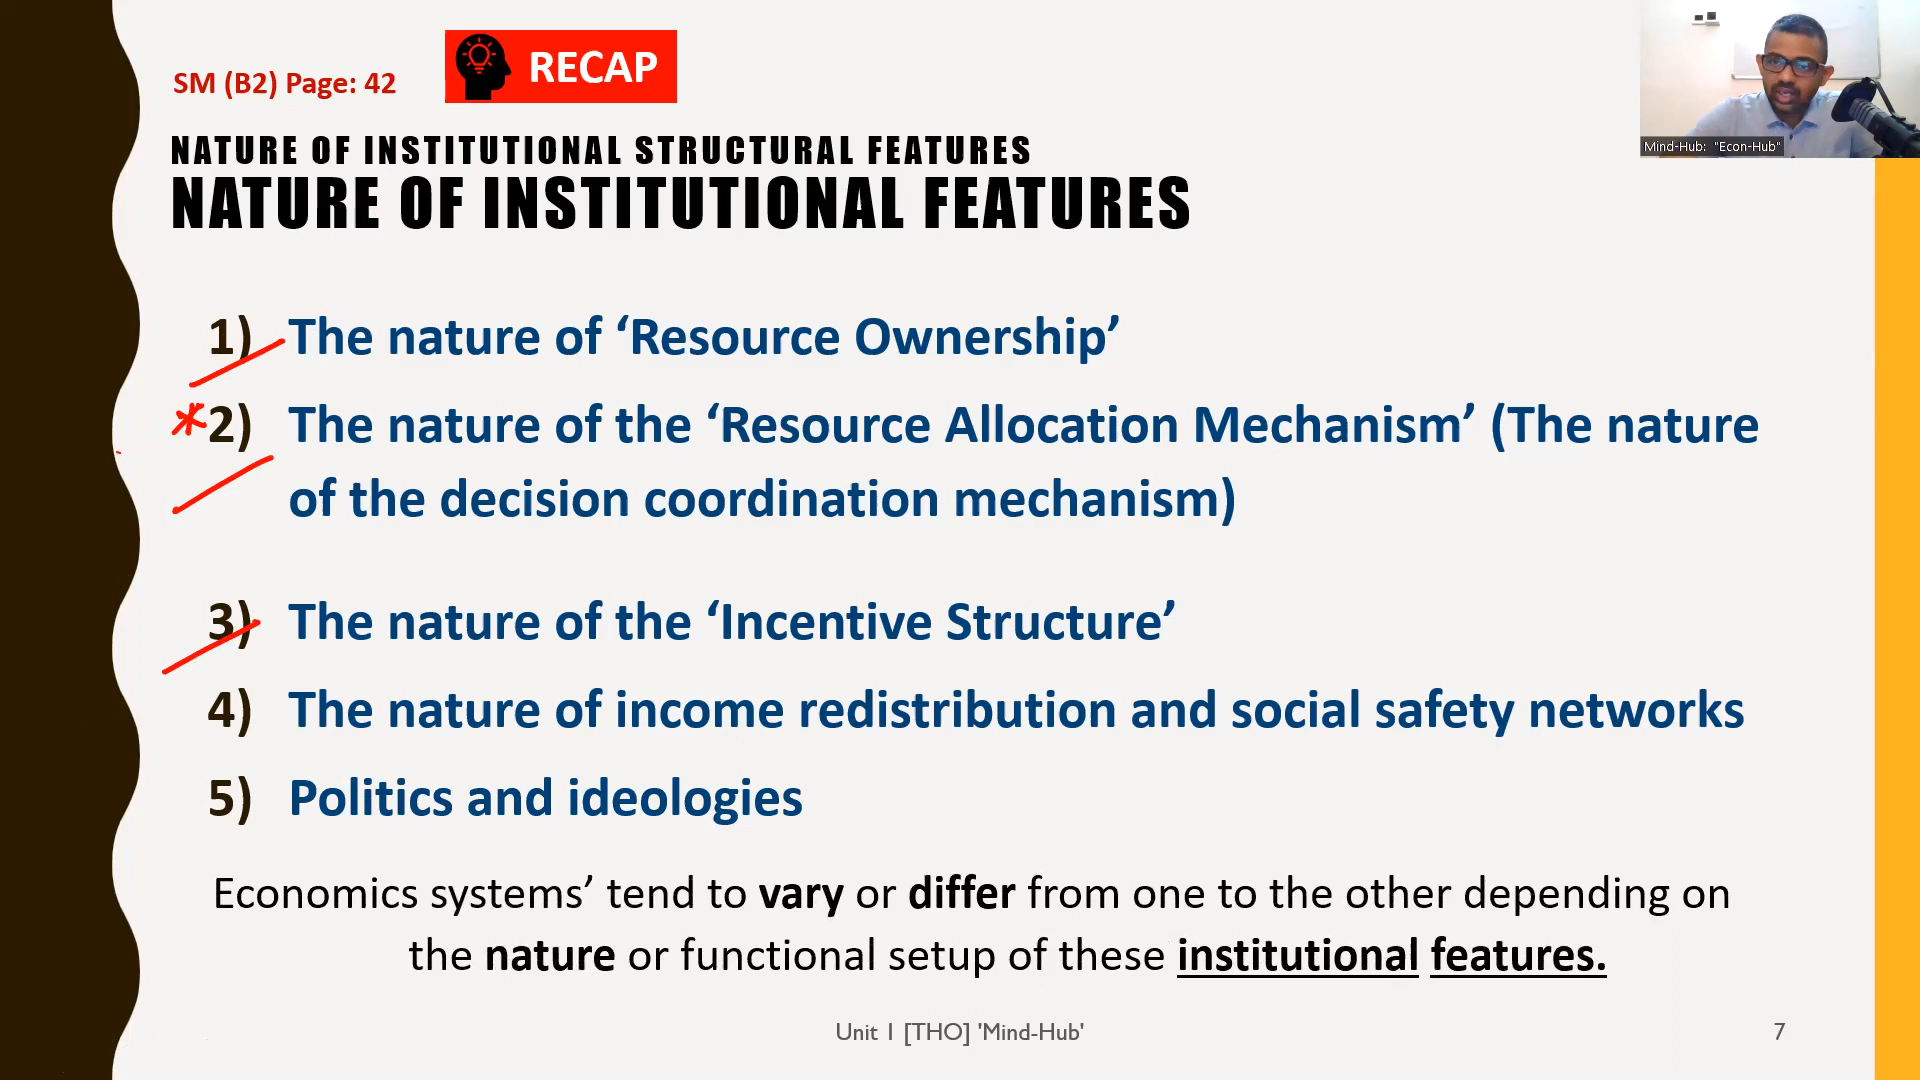 SM (B2) Page: 42
RECAP
Mind-Hub: "Econ-Hub"
NATURE OF INSTITUTIONAL STRUCTURAL FEATURES
NATURE OF INSTITUTIONAL FEATURES
1) The nature of ‘Resource Ownership’
*2) The nature of the ‘Resource Allocation Mechanism’ (The nature
of the decision coordination mechanism)
3) The nature of the ‘Incentive Structure’
4) The nature of income redistribution and social safety networks
5) Politics and ideologies
Economics systems’ tend to vary or differ from one to the other depending on
the nature or functional setup of these institutional features.
Unit 1 [THO] 'Mind-Hub'
7